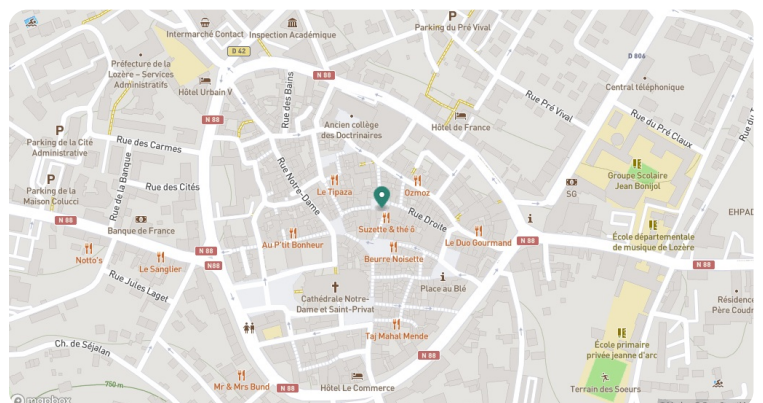 Intermarché Contact
Inspection Académique
P
Parking du Pré Vival
D 42
Préfecture de la
Lozère – Services
Administratifs
Hôtel Urbain V
N 88
D 806
Central téléphonique
Rue des Bains
Rue Pré Vival
Rue du Pré Claux
N 88
Ancien collège
des Doctrinaires
Hôtel de France
P
Parking de la Cité
Administrative
Rue des Carmes
Rue de la Banque
Rue Notre-Dame
Groupe Scolaire
Jean Bonijol
P
Parking de la
Maison Colucci
Rue des Cités
Le Tipaza
Ozmoz
SG
EHPAD
N 88
Banque de France
Rue Droite
Suzette & thé ô
Au P'tit Bonheur
Le Duo Gourmand
N 88
École départementale
de musique de Lozère
Notto's
Le Sanglier
N 88
N88
Beurre Noisette
N 88
Rue Jules Laget
Cathédrale Notre-
Dame et Saint-Privat
Place au Blé
Résidence
Père Coudr
Taj Mahal Mende
Ch. de Séjalan
N 88
École primaire
privée jeanne d'arc
750 m
Mr & Mrs Bund
N 88
Hôtel Le Commerce
Terrain des Soeurs
mapbox